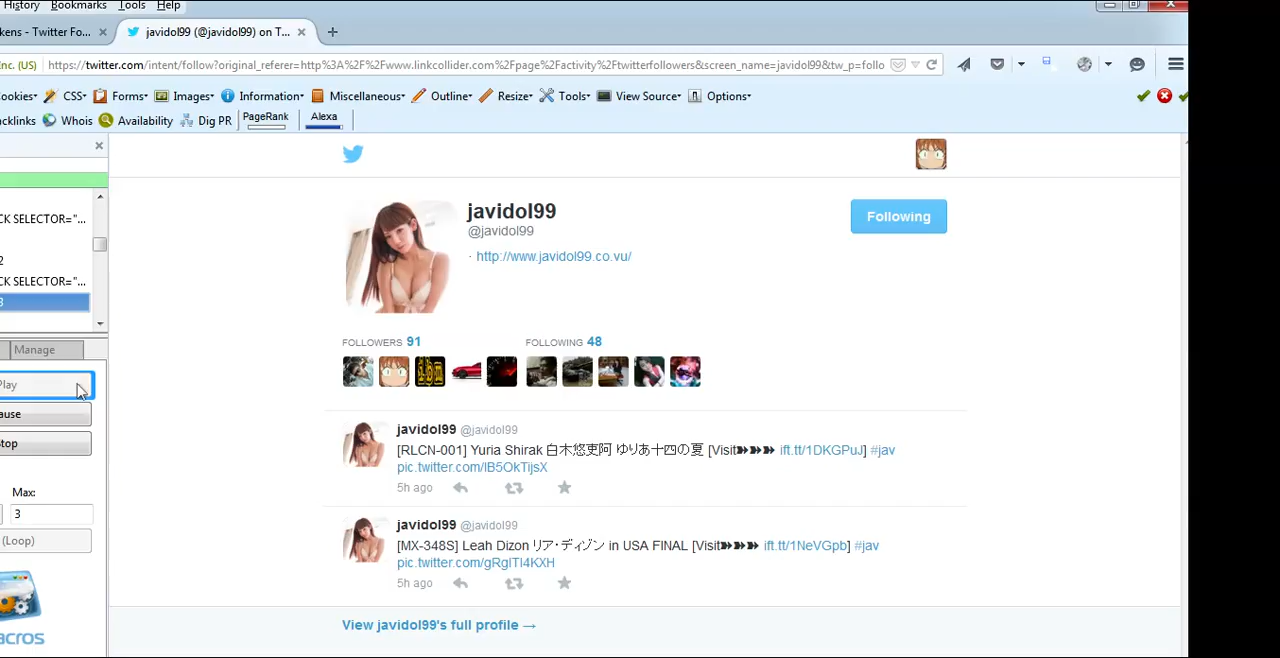 History Bookmarks Tools Help
kens - Twitter Fo... javidol99 (@javidol99) on T...
Inc. (US) https://twitter.com/intent/follow?original_referer=http%3A%2F%2Fwww.linkcollider.com%2Fpage%2Factivity%2Ftwitterfollowers&screen_name=javidol99&tw_p=follo
ookies CSS Forms Images Information Miscellaneous Outline Resize Tools View Source Options
cklinks Whois Availability Dig PR PageRank Alexa
CK SELECTOR="...
2
CK SELECTOR="...
3
Manage
Play
ause
top
Max:
3
(Loop)
acros
javidol99
@javidol99
· http://www.javidol99.co.vu/
Following
FOLLOWERS 91 FOLLOWING 48
javidol99 @javidol99
[RLCN-001] Yuria Shirak 白木悠吏阿 ゆりあ十四の夏 [Visit➽➽➽ ift.tt/1DKGPuJ] #jav
pic.twitter.com/lB5OkTijsX
5h ago
javidol99 @javidol99
[MX-348S] Leah Dizon リア・ディゾン in USA FINAL [Visit➽➽➽ ift.tt/1NeVGpb] #jav
pic.twitter.com/gRgITI4KXH
5h ago
View javidol99's full profile →